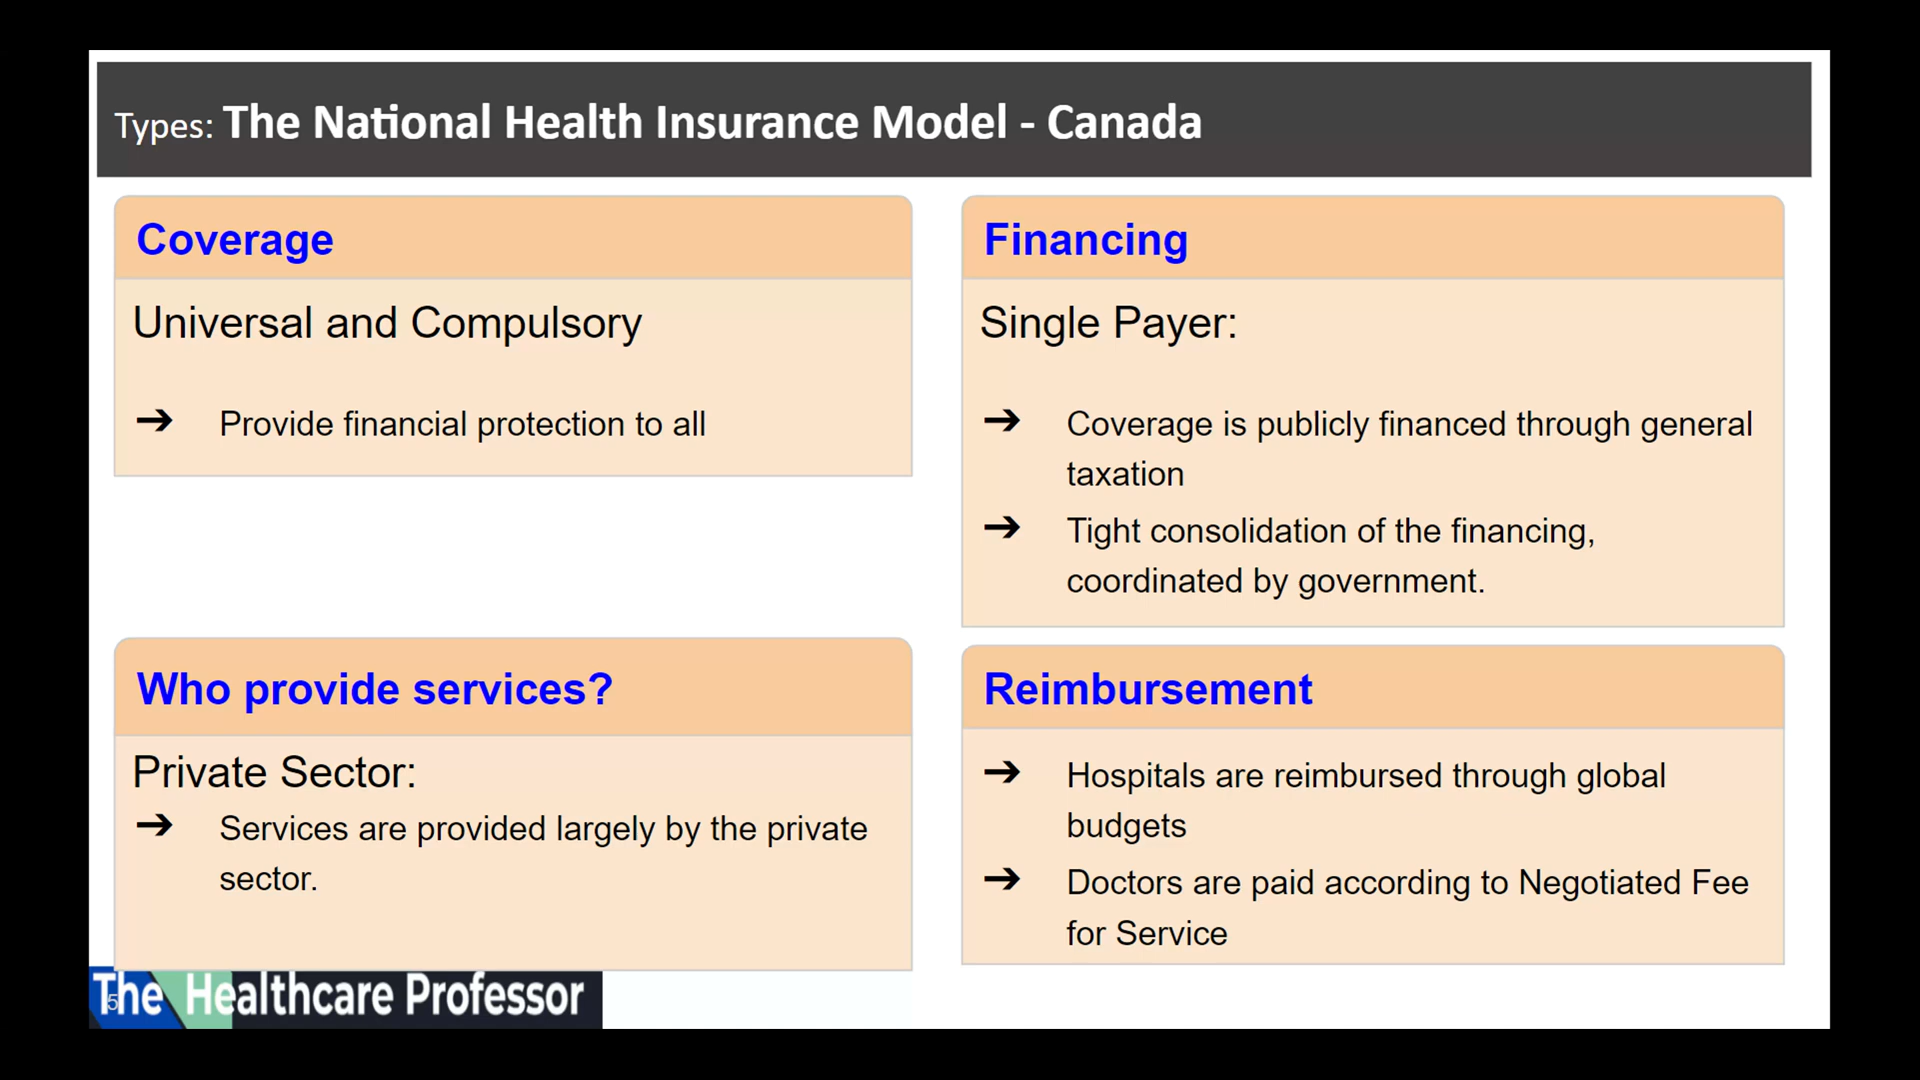 Types: The National Health Insurance Model - Canada
Coverage
Universal and Compulsory
➔ Provide financial protection to all
Financing
Single Payer:
➔ Coverage is publicly financed through general
taxation
➔ Tight consolidation of the financing,
coordinated by government.
Who provide services?
Private Sector:
➔ Services are provided largely by the private
sector.
Reimbursement
➔ Hospitals are reimbursed through global
budgets
➔ Doctors are paid according to Negotiated Fee
for Service
The Healthcare Professor
5